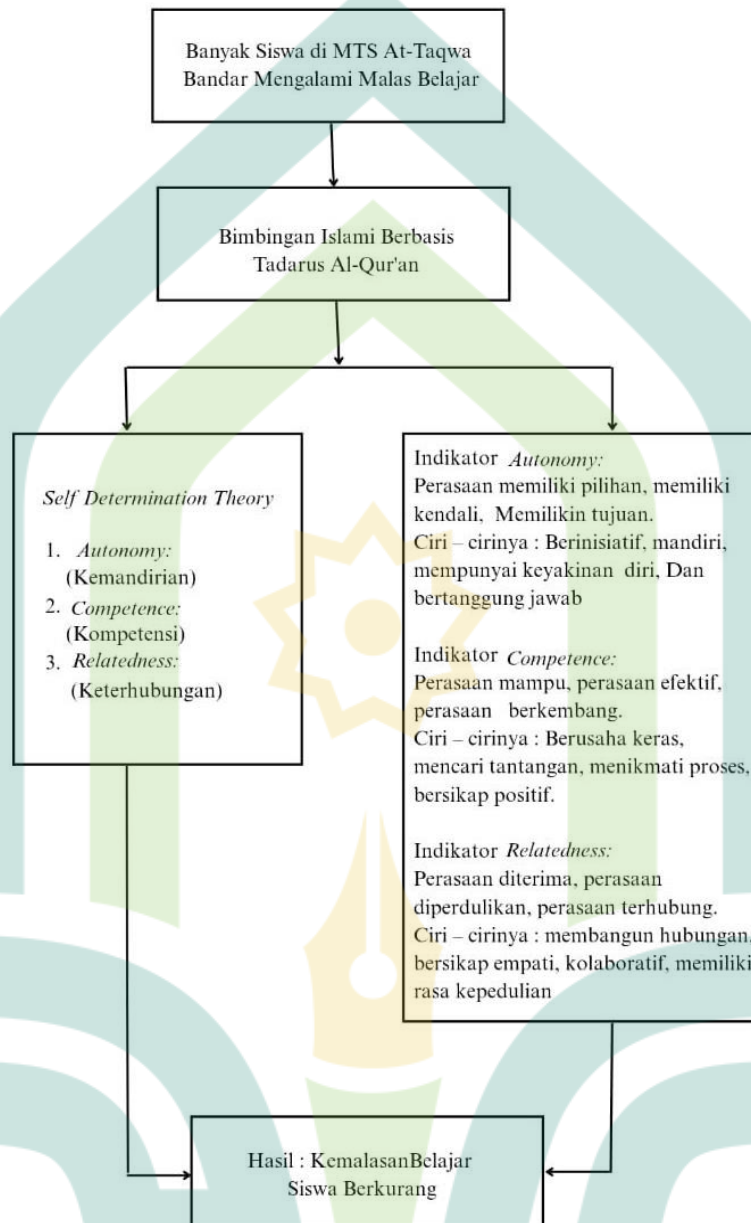 Banyak Siswa di MTS At-Taqwa
Bandar Mengalami Malas Belajar
Bimbingan Islami Berbasis
Tadarus Al-Qur'an
Self Determination Theory
1. Autonomy:
(Kemandirian)
2. Competence:
(Kompetensi)
3. Relatedness:
(Keterhubungan)
Indikator Autonomy:
Perasaan memiliki pilihan, memiliki
kendali, Memilikin tujuan.
Ciri – cirinya : Berinisiatif, mandiri,
mempunyai keyakinan diri, Dan
bertanggung jawab
Indikator Competence:
Perasaan mampu, perasaan efektif,
perasaan berkembang.
Ciri – cirinya : Berusaha keras,
mencari tantangan, menikmati proses,
bersikap positif.
Indikator Relatedness:
Perasaan diterima, perasaan
diperdulikan, perasaan terhubung.
Ciri – cirinya : membangun hubungan,
bersikap empati, kolaboratif, memiliki
rasa kepedulian
Hasil : KemalasanBelajar
Siswa Berkurang